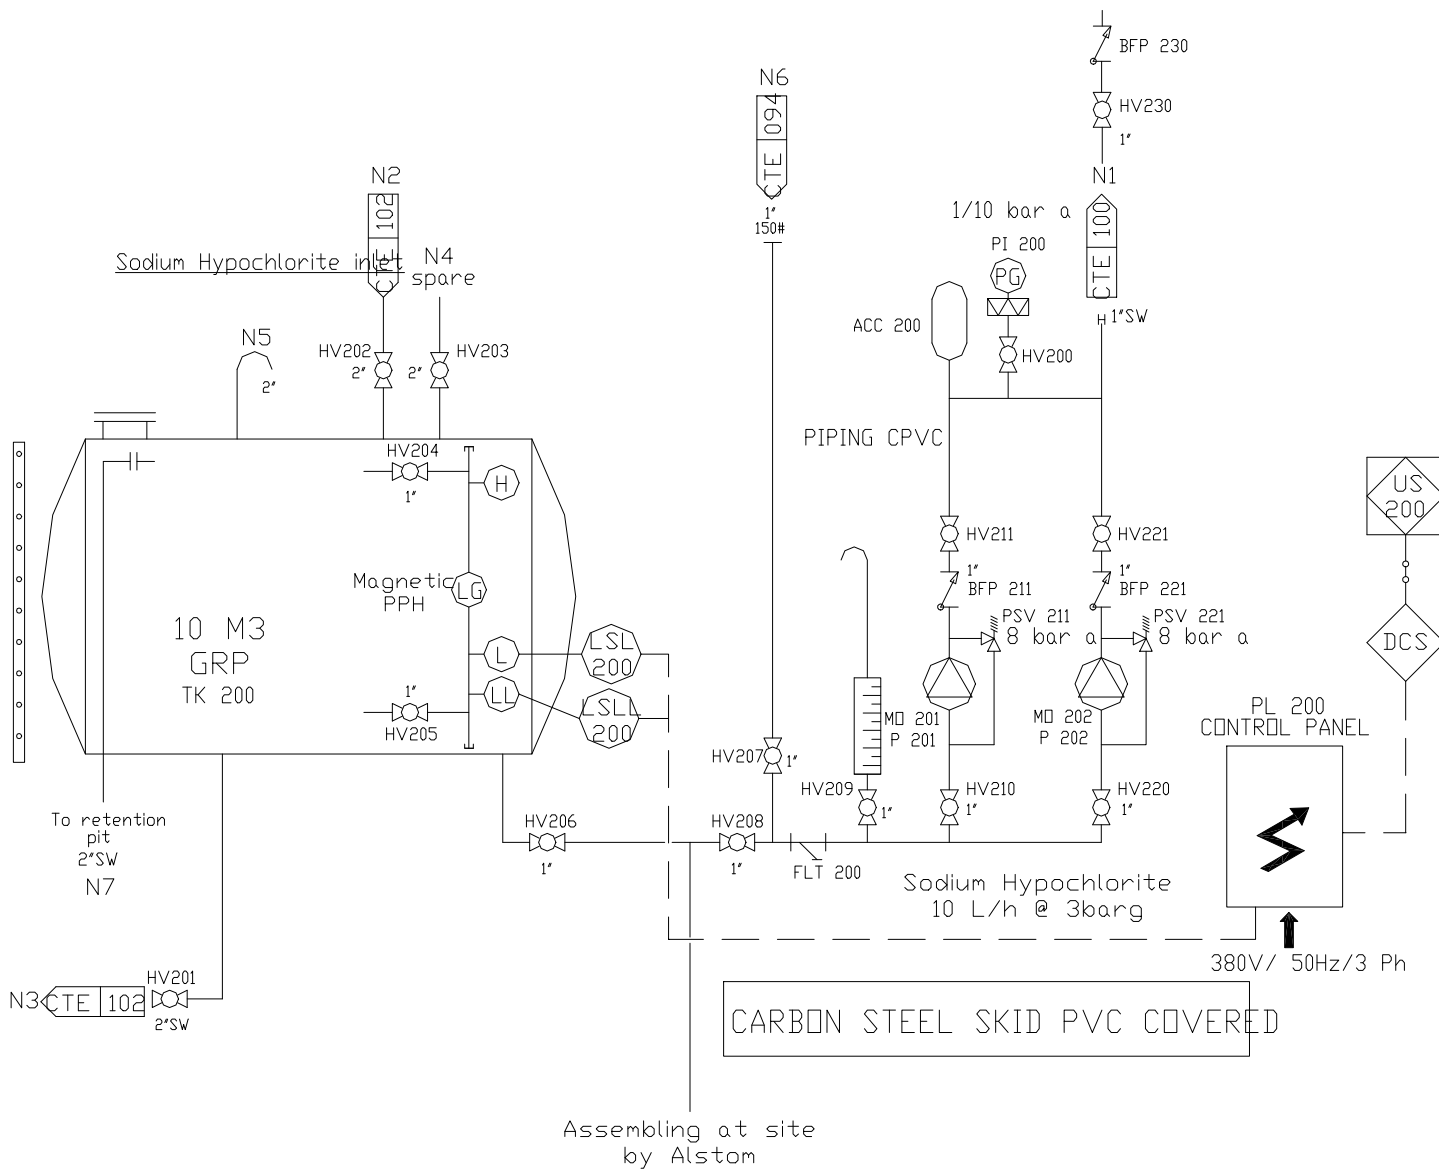 BFP 230
HV230
1"
N6
CTE 094
1"
150#
N1
1/10 bar a
CTE 100
1"SW
N2
CTE 102
Sodium Hypochlorite inlet
N4
spare
PI 200
PG
HV200
ACC 200
N5
2"
HV202
2"
HV203
2"
PIPING CPVC
HV204
1"
H
HV211
1"
BFP 211
HV221
1"
BFP 221
US
200
Magnetic
PPH
LG
PSV 211
8 bar a
PSV 221
8 bar a
10 M3
GRP
TK 200
L
LSL
200
DCS
LL
LSLL
200
1"
HV205
MO 201
P 201
MO 202
P 202
PL 200
CONTROL PANEL
HV207
1"
HV209
1"
HV210
1"
HV220
1"
To retention
pit
2"SW
N7
HV206
1"
HV208
1"
FLT 200
Sodium Hypochlorite
10 L/h @ 3barg
380V/ 50Hz/3 Ph
N3
CTE 102
HV201
2"SW
CARBON STEEL SKID PVC COVERED
Assembling at site
by Alstom